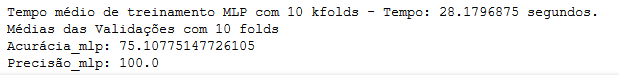 Tempo médio de treinamento MLP com 10 kfolds - Tempo: 28.1796875 segundos.
Médias das Validações com 10 folds
Acurácia_mlp: 75.10775147726105
Precisão_mlp: 100.0